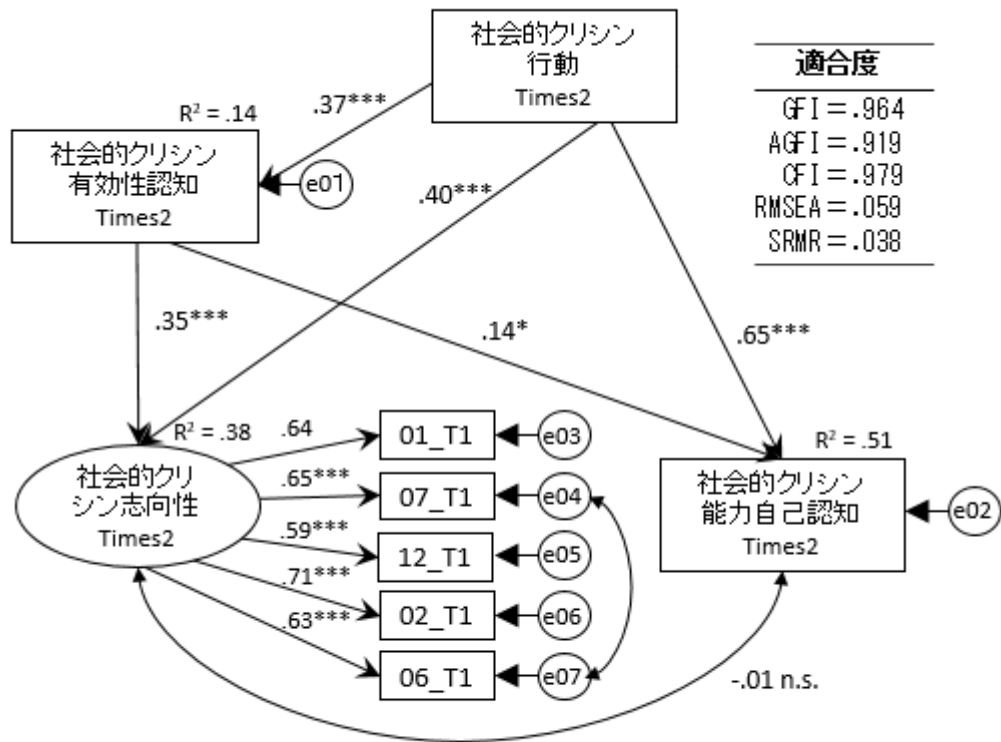 社会的クリシン
行動
Times2
適合度
GFI＝.964
AGFI＝.919
CFI＝.979
RMSEA＝.059
SRMR＝.038
R² = .14
.37***
社会的クリシン
有効性認知
Times2
e01
.40***
.35***
.14*
.65***
R² = .38
.64
01_T1
e03
R² = .51
社会的クリ
シン志向性
Times2
.65***
07_T1
e04
社会的クリシン
能力自己認知
Times2
e02
.59***
12_T1
e05
.71***
02_T1
e06
.63***
06_T1
e07
-.01 n.s.